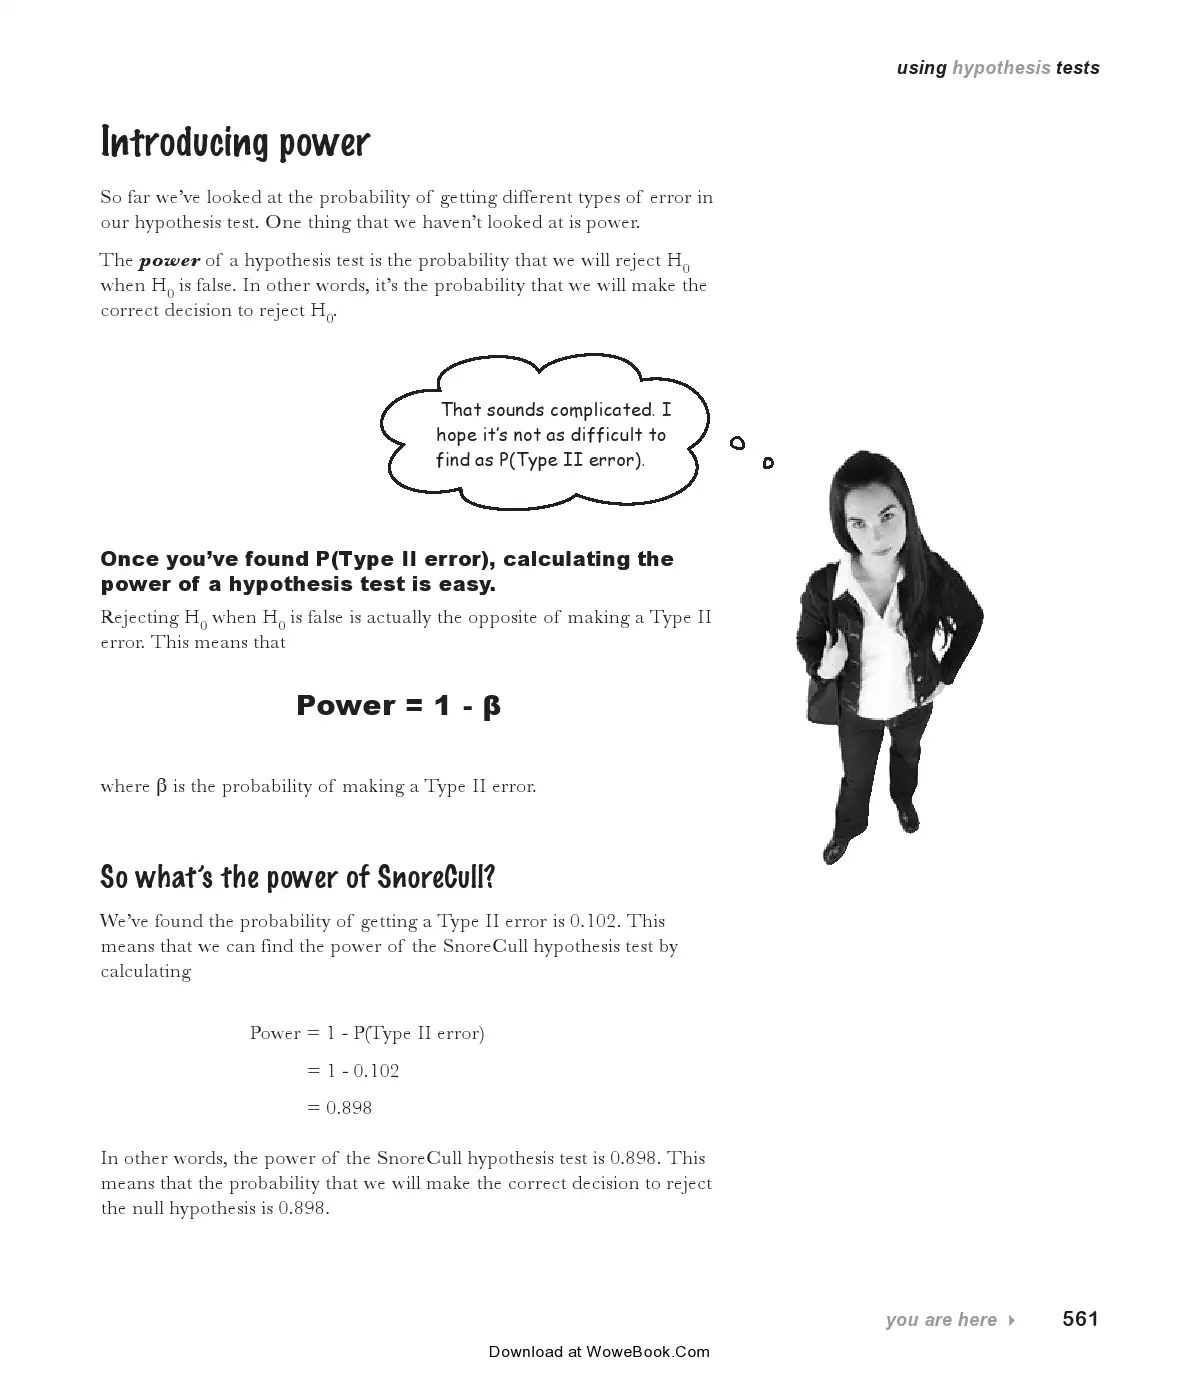 using hypothesis tests
Introducing power
So far we’ve looked at the probability of getting different types of error in
our hypothesis test. One thing that we haven’t looked at is power.
The power of a hypothesis test is the probability that we will reject H0
when H0 is false. In other words, it’s the probability that we will make the
correct decision to reject H0.
That sounds complicated. I
hope it’s not as difficult to
find as P(Type II error).
Once you’ve found P(Type II error), calculating the
power of a hypothesis test is easy.
Rejecting H0 when H0 is false is actually the opposite of making a Type II
error. This means that
Power = 1 - β
where β is the probability of making a Type II error.
So what’s the power of SnoreCull?
We’ve found the probability of getting a Type II error is 0.102. This
means that we can find the power of the SnoreCull hypothesis test by
calculating
Power = 1 - P(Type II error)
= 1 - 0.102
= 0.898
In other words, the power of the SnoreCull hypothesis test is 0.898. This
means that the probability that we will make the correct decision to reject
the null hypothesis is 0.898.
you are here 561
Download at WoweBook.Com